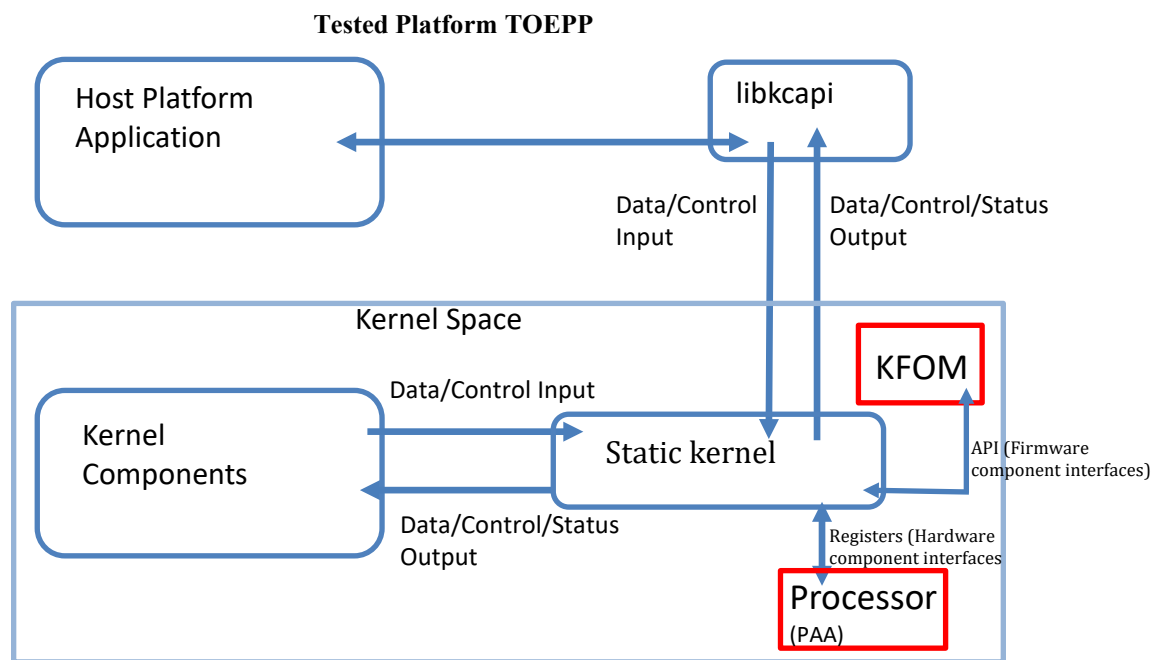 Tested Platform TOEPP
Host Platform
Application
libkcapi
Data/Control
Input
Data/Control/Status
Output
Kernel Space
KFOM
Data/Control Input
Kernel
Components
Static kernel
API (Firmware
component interfaces)
Data/Control/Status
Output
Registers (Hardware
component interfaces
Processor
(PAA)